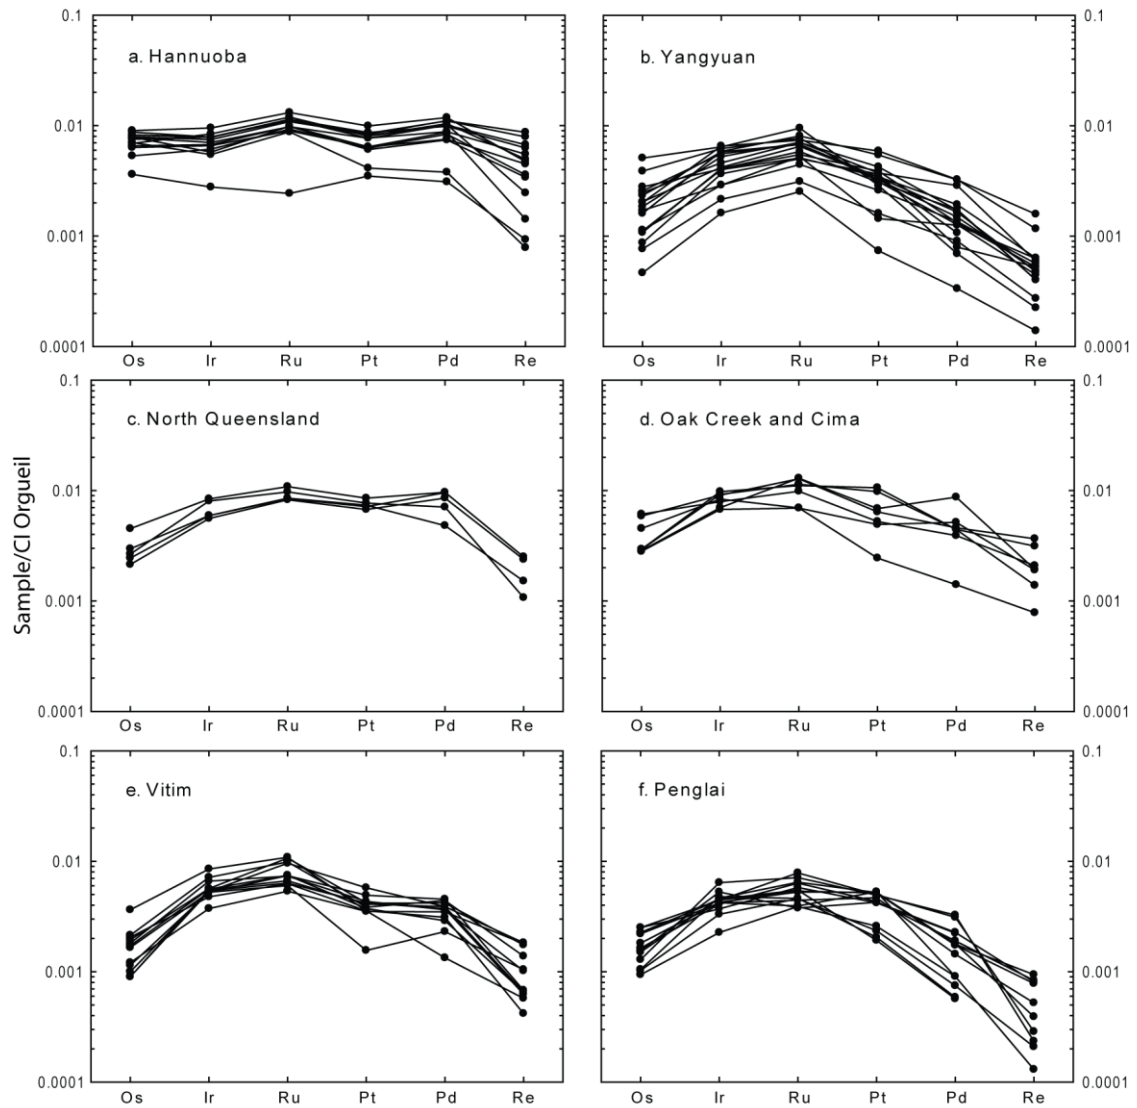 0.1 0.1
a. Hannuoba b. Yangyuan
0.01 0.01
0.001 0.001
0.0001 0.0001
Os Ir Ru Pt Pd Re Os Ir Ru Pt Pd Re
0.1 0.1
c. North Queensland d. Oak Creek and Cima
0.01 0.01
Sample/CI Orgueil
0.001 0.001
0.0001 0.0001
Os Ir Ru Pt Pd Re Os Ir Ru Pt Pd Re
0.1 0.1
e. Vitim f. Penglai
0.01 0.01
0.001 0.001
0.0001 0.0001
Os Ir Ru Pt Pd Re Os Ir Ru Pt Pd Re